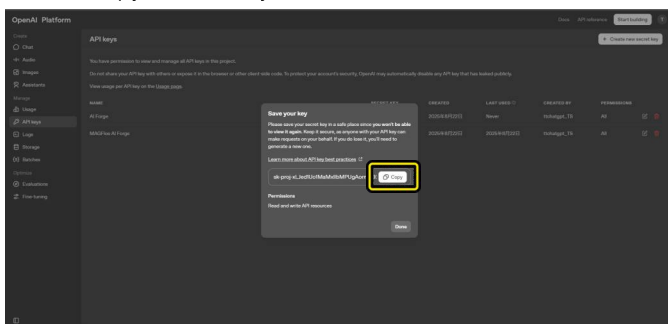 OpenAI Platform
Docs API reference Start building
Create
Chat
Audio
Images
Assistants
Manage
Usage
API keys
Logs
Storage
Batches
Optimize
Evaluations
Fine-tuning
API keys
+ Create new secret key
You have permission to view and manage all API keys in this project.
Do not share your API key with others or expose it in the browser or other client-side code. To protect your account's security, OpenAI may automatically disable any API key that has leaked publicly.
View usage per API key on the Usage page.
NAME SECRET KEY CREATED LAST USED CREATED BY PERMISSIONS
AI Forge Never All
MAGFine AI Forge All
Save your key
Please save your secret key in a safe place since you won't be able
to view it again. Keep it secure, as anyone with your API key can
make requests on your behalf. If you do lose it, you'll need to
generate a new one.
Learn more about API key best practices
Copy
Permissions
Read and write API resources
Done